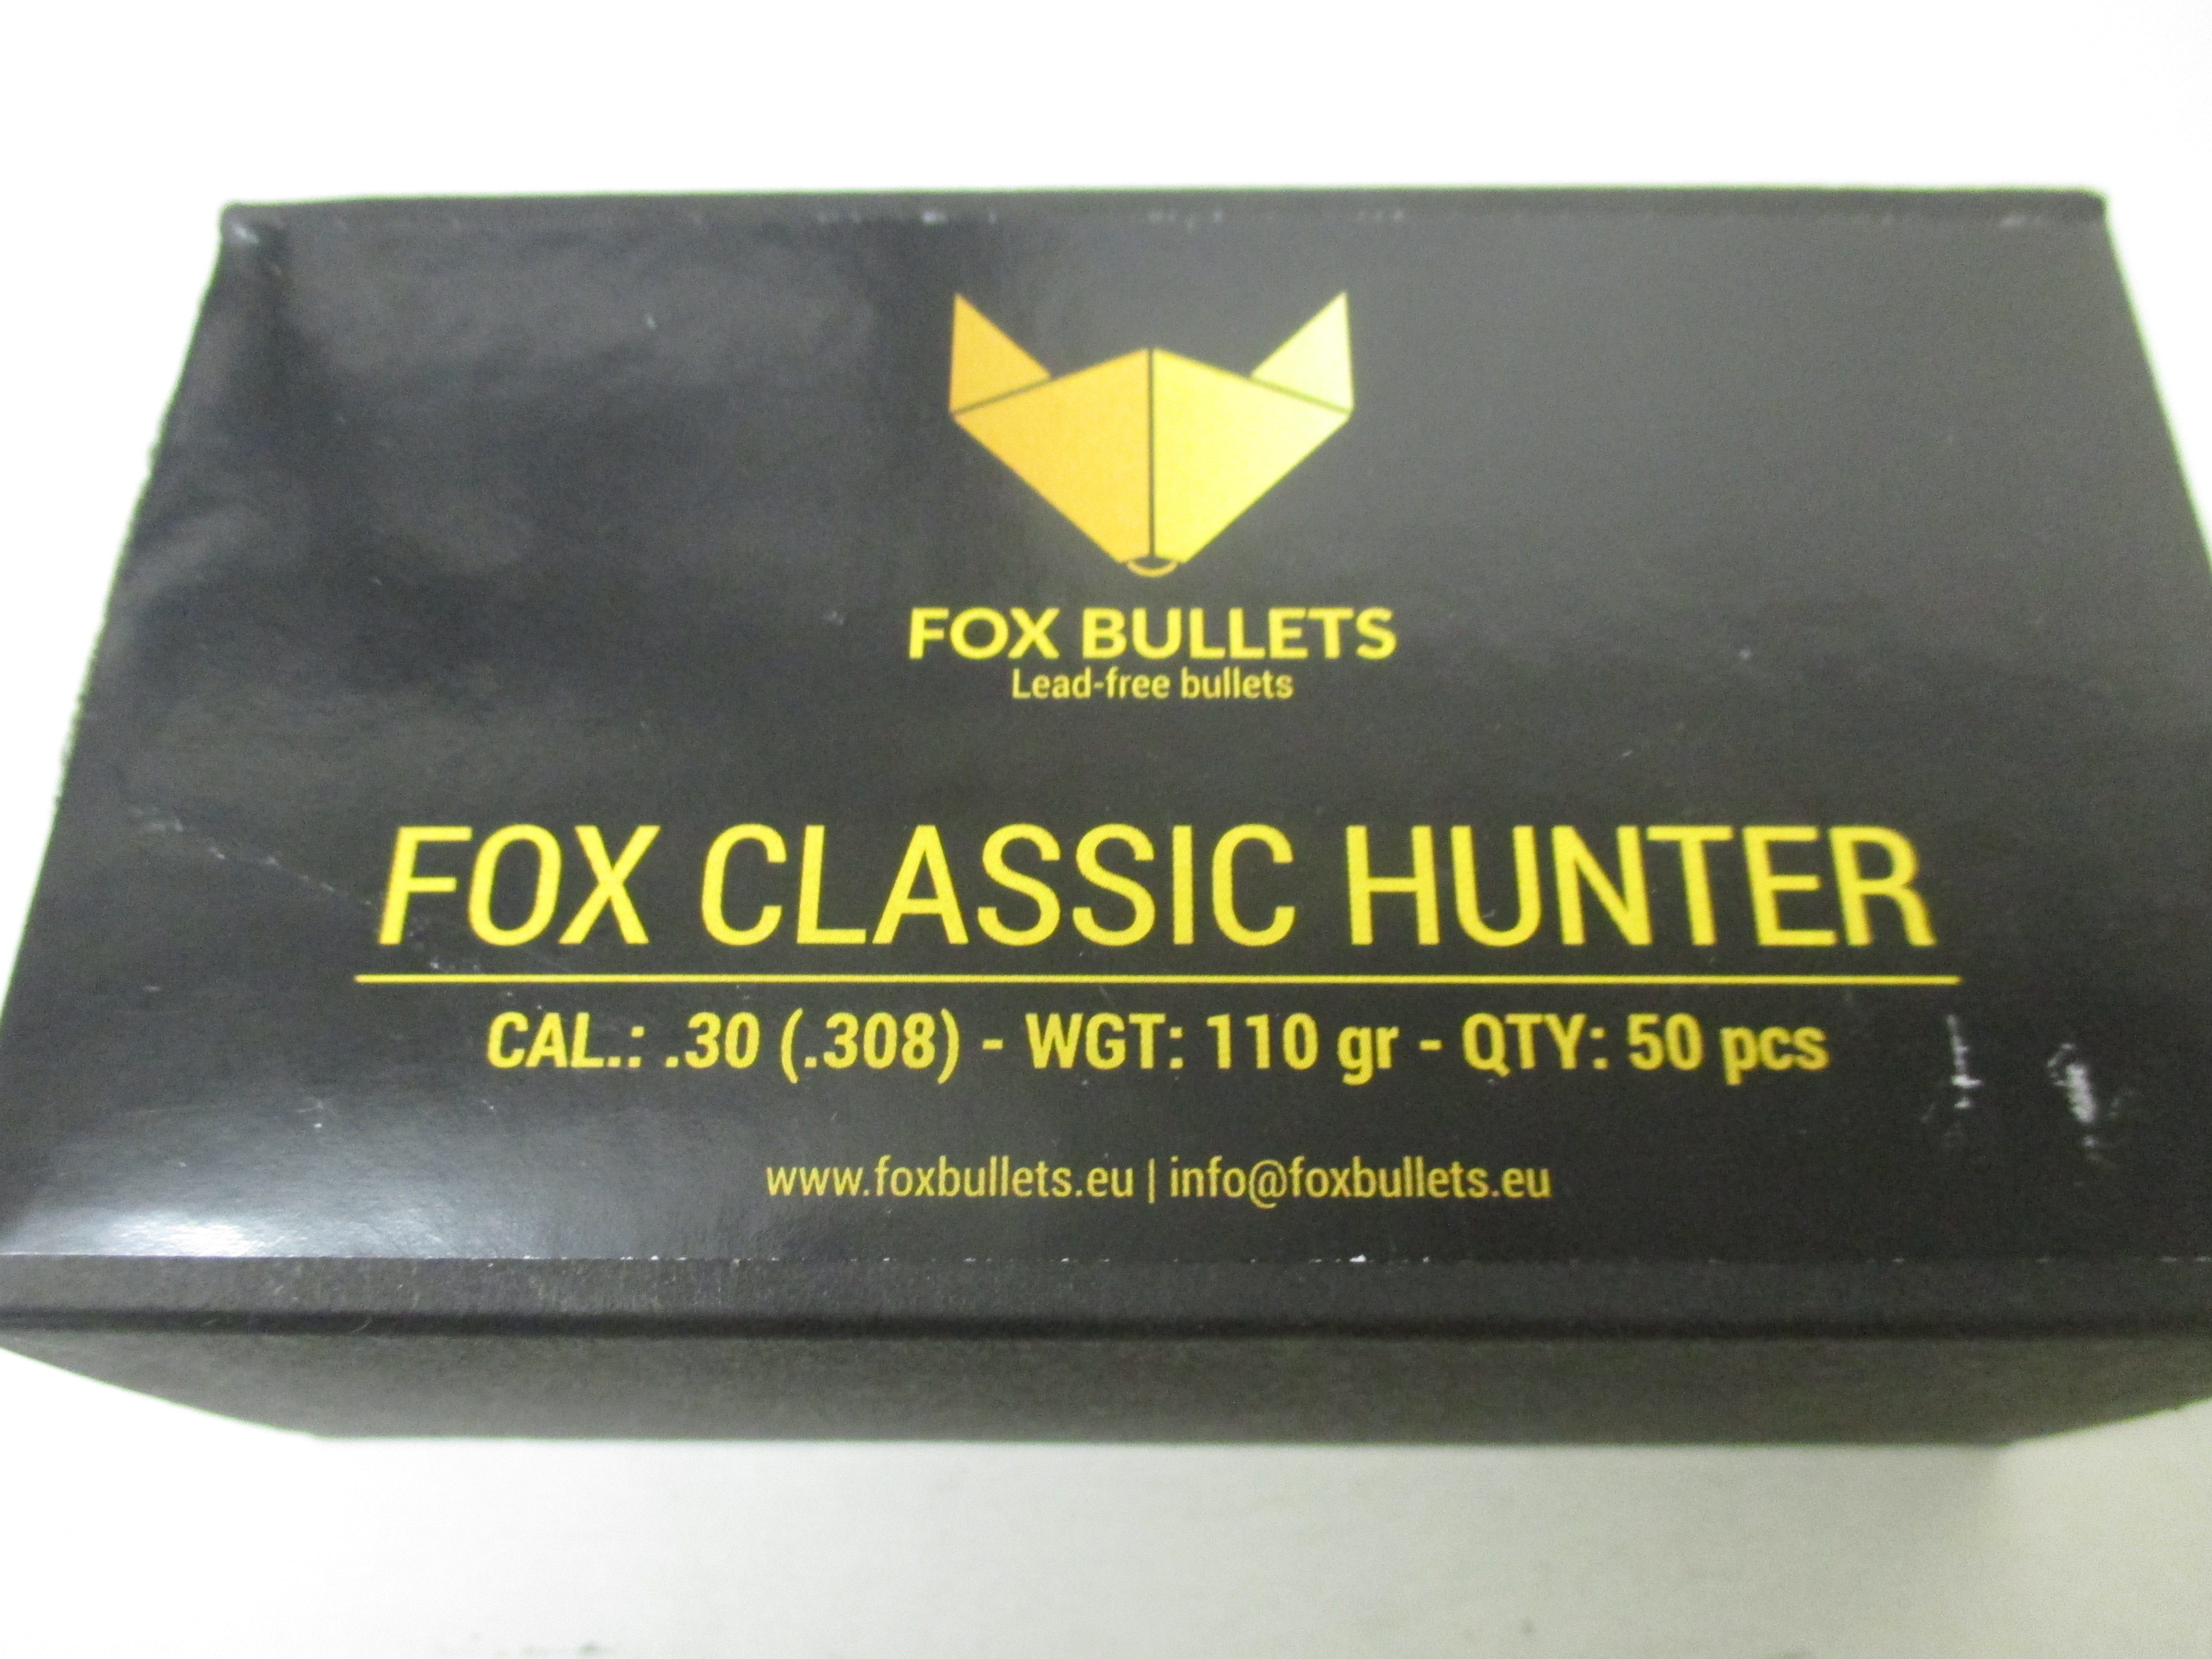 FOX BULLETS
Lead-free bullets
FOX CLASSIC HUNTER
CAL.: .30 (.308) - WGT: 110 gr - QTY: 50 pcs
www.foxbullets.eu | info@foxbullets.eu